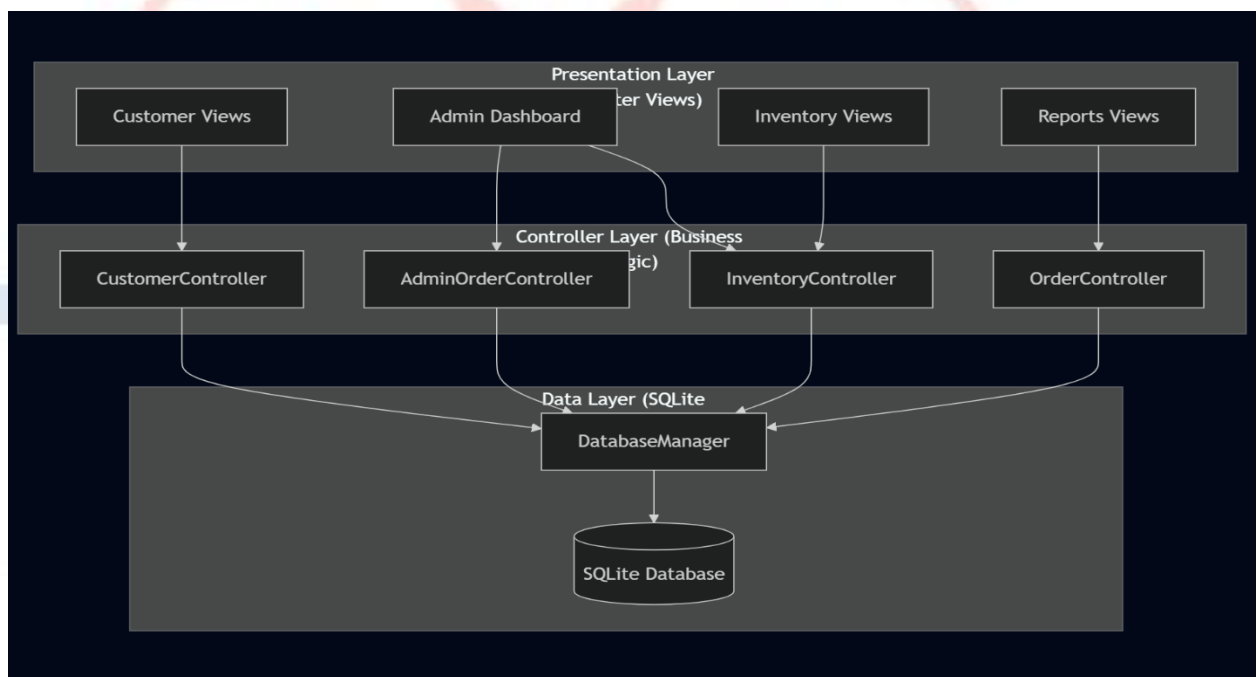 Presentation Layer
ter Views)
Customer Views
Admin Dashboard
Inventory Views
Reports Views
Controller Layer (Business
gic)
CustomerController
AdminOrderController
InventoryController
OrderController
Data Layer (SQLite
DatabaseManager
SQLite Database